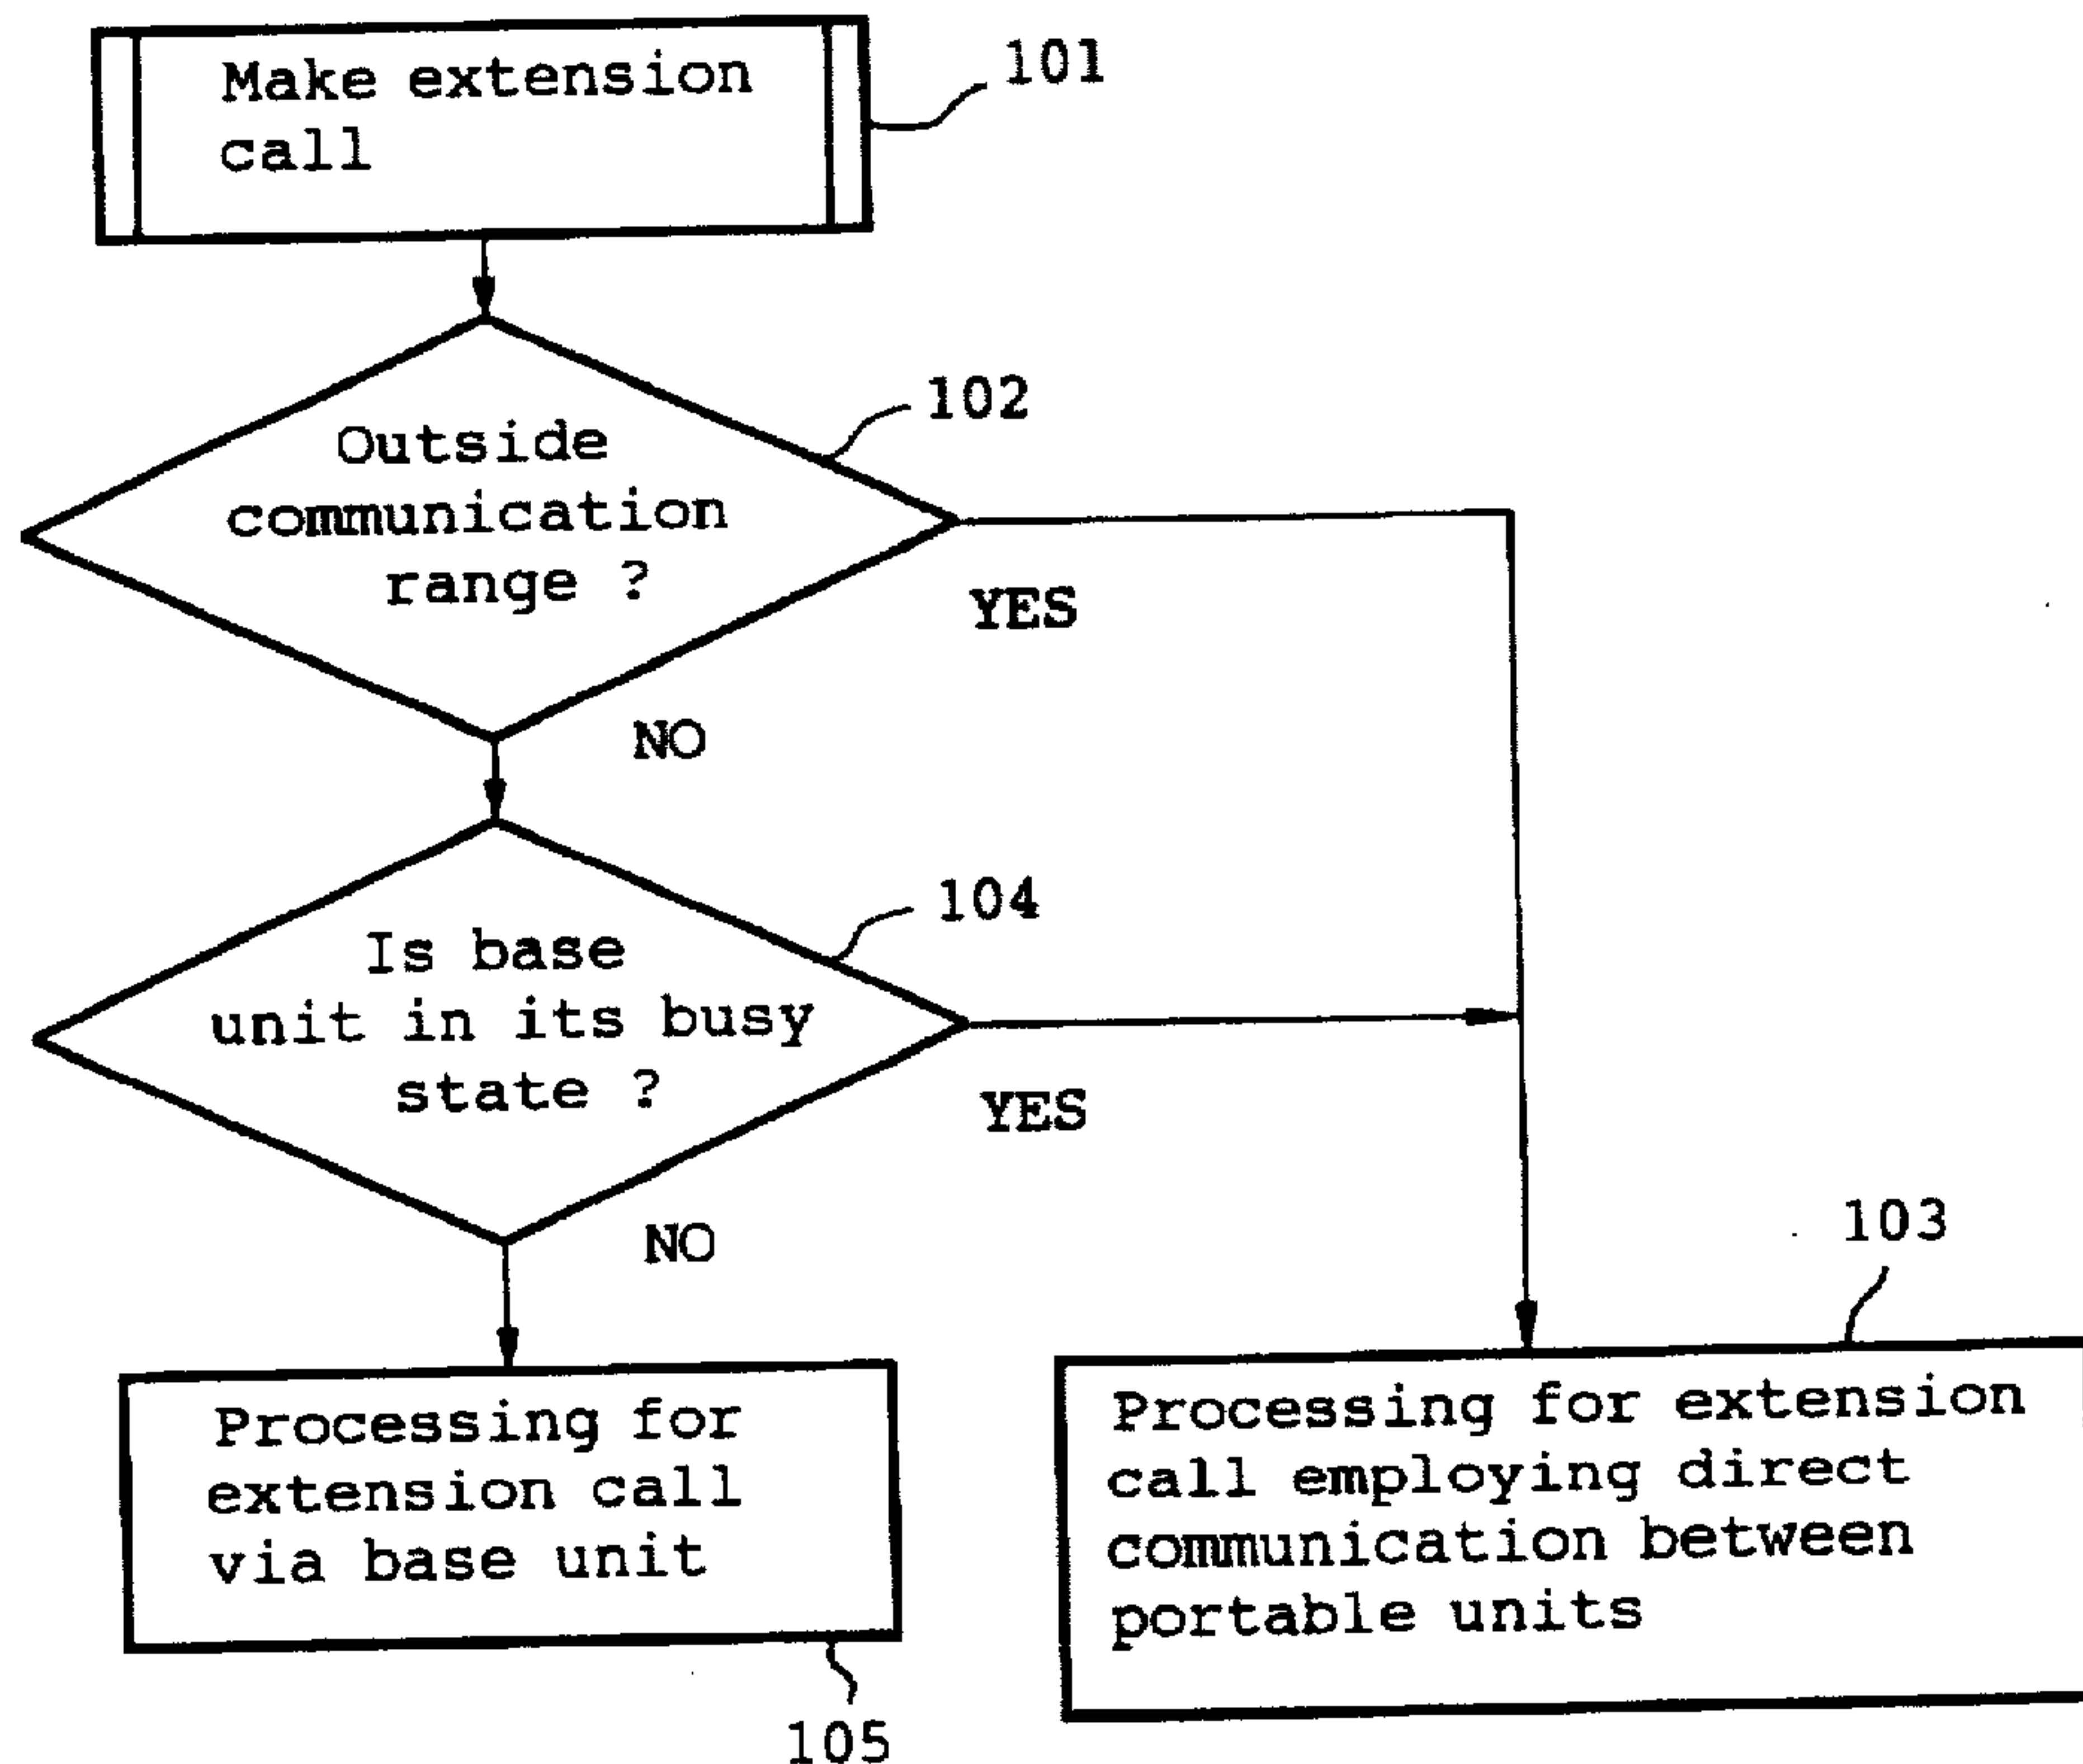 Make extension
call
101
Outside
communication
range ?
102
YES
NO
Is base
unit in its busy
state ?
104
YES
NO
103
Processing for
extension call
via base unit
105
Processing for extension
call employing direct
communication between
portable units